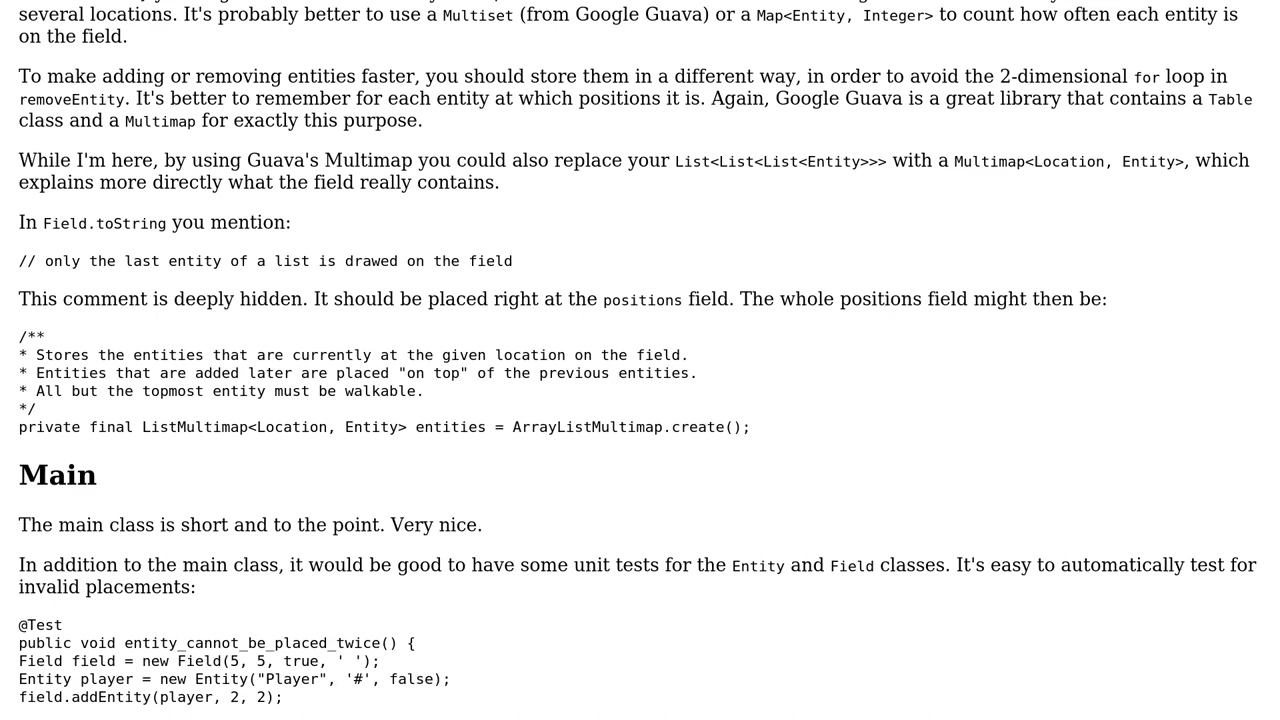 several locations. It's probably better to use a Multiset (from Google Guava) or a Map<Entity, Integer> to count how often each entity is
on the field.
To make adding or removing entities faster, you should store them in a different way, in order to avoid the 2-dimensional for loop in
removeEntity. It's better to remember for each entity at which positions it is. Again, Google Guava is a great library that contains a Table
class and a Multimap for exactly this purpose.
While I'm here, by using Guava's Multimap you could also replace your List<List<List<Entity>>> with a Multimap<Location, Entity>, which
explains more directly what the field really contains.
In Field.toString you mention:
// only the last entity of a list is drawed on the field
This comment is deeply hidden. It should be placed right at the positions field. The whole positions field might then be:
/**
* Stores the entities that are currently at the given location on the field.
* Entities that are added later are placed "on top" of the previous entities.
* All but the topmost entity must be walkable.
*/
private final ListMultimap<Location, Entity> entities = ArrayListMultimap.create();
Main
The main class is short and to the point. Very nice.
In addition to the main class, it would be good to have some unit tests for the Entity and Field classes. It's easy to automatically test for
invalid placements:
@Test
public void entity_cannot_be_placed_twice() {
Field field = new Field(5, 5, true, ' ');
Entity player = new Entity("Player", '#', false);
field.addEntity(player, 2, 2);